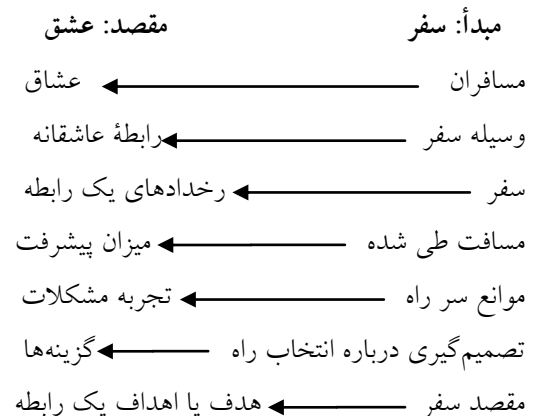 مبدأ: سفر مقصد: عشق
مسافران عشاق
وسیله سفر رابطهٔ عاشقانه
سفر رخدادهای یک رابطه
مسافت طی شده میزان پیشرفت
موانع سر راه تجربه مشکلات
تصمیم‌گیری درباره انتخاب راه گزینه‌ها
مقصد سفر هدف یا اهداف یک رابطه